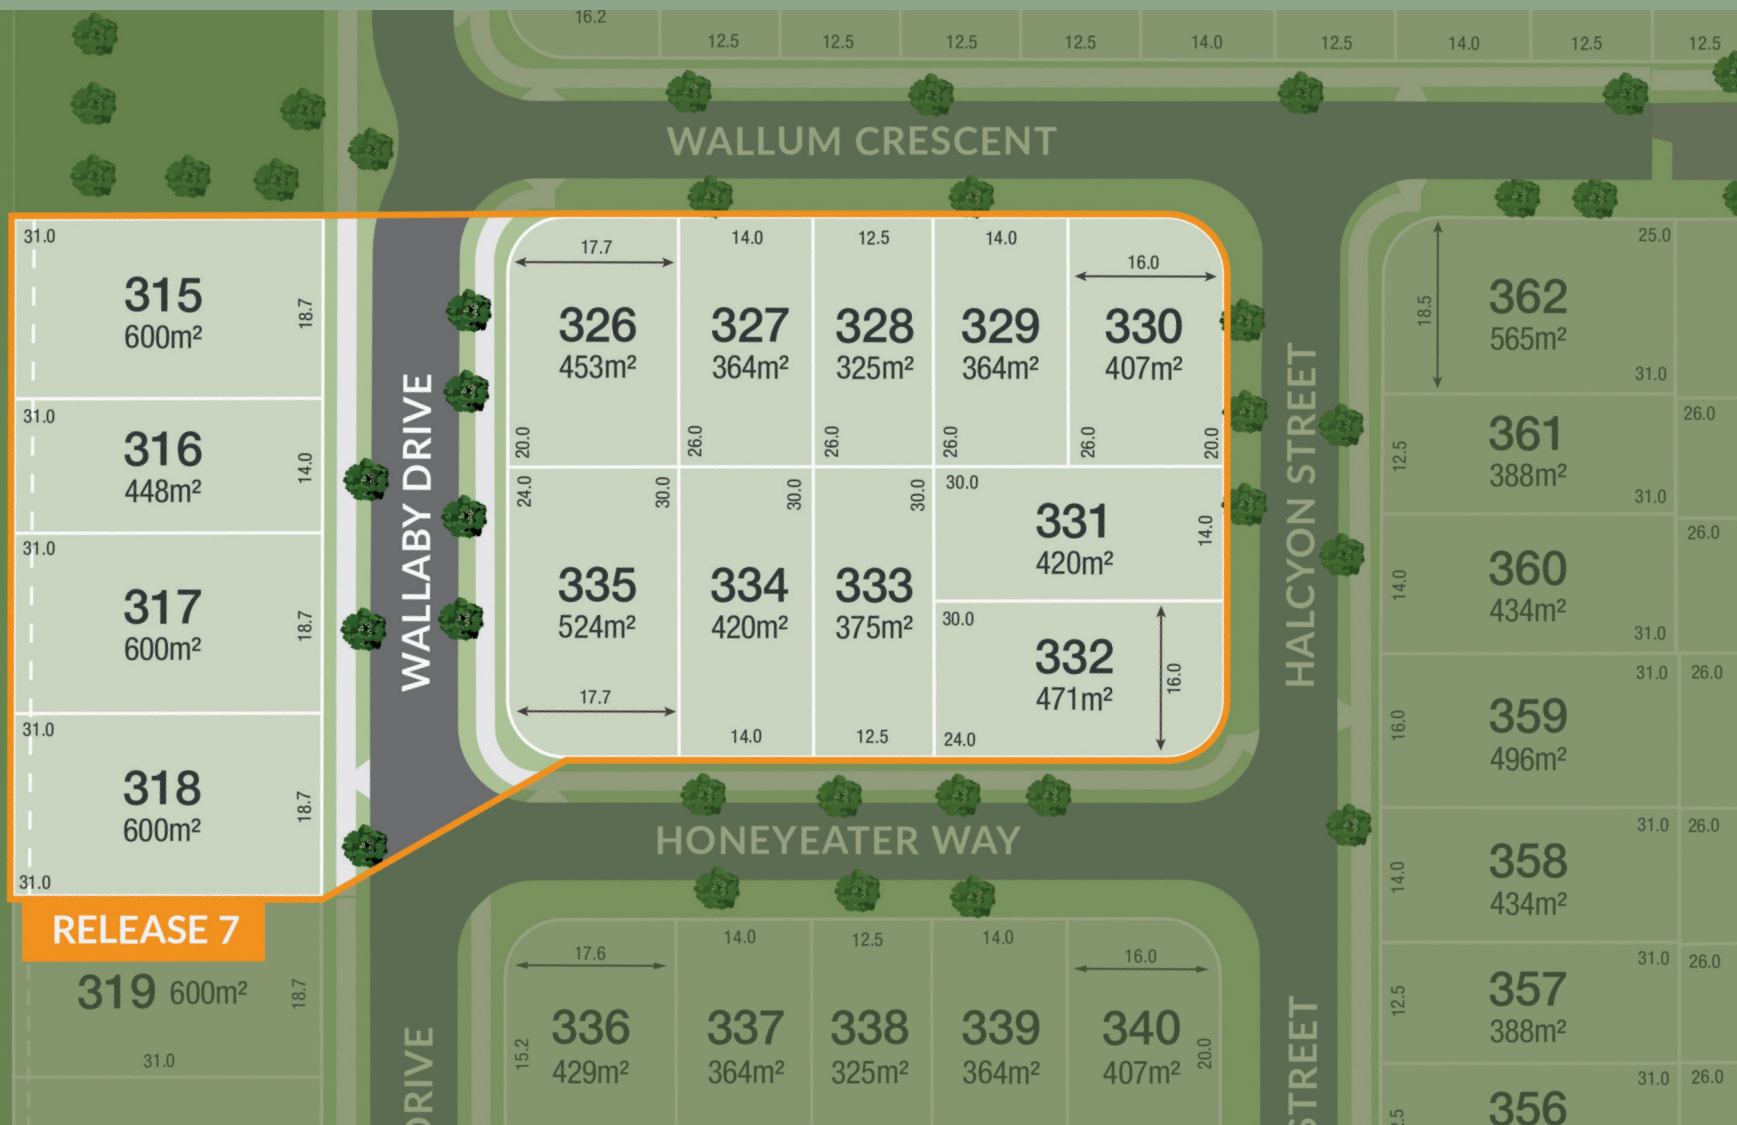 16.2
12.5
12.5
12.5
12.5
14.0
12.5
14.0
12.5
12.5
WALLUM CRESCENT
31.0
315
600m²
18.7
31.0
316
448m²
14.0
31.0
317
600m²
18.7
31.0
318
600m²
18.7
31.0
RELEASE 7
319 600m²
18.7
31.0
WALLABY DRIVE
17.7
326
453m²
20.0
14.0
327
364m²
26.0
12.5
328
325m²
26.0
14.0
329
364m²
26.0
16.0
330
407m²
26.0
20.0
24.0
30.0
335
524m²
17.7
30.0
334
420m²
14.0
30.0
333
375m²
12.5
30.0
331
420m²
14.0
30.0
332
471m²
16.0
24.0
HALCYON STREET
HONEYEATER WAY
17.6
336
429m²
15.2
14.0
337
364m²
12.5
338
325m²
14.0
339
364m²
16.0
340
407m²
20.0
DRIVE
STREET
25.0
18.5
362
565m²
31.0
26.0
361
388m²
12.5
31.0
26.0
360
434m²
14.0
31.0
31.0
26.0
359
496m²
16.0
31.0
26.0
358
434m²
14.0
31.0
26.0
357
388m²
12.5
31.0
26.0
356